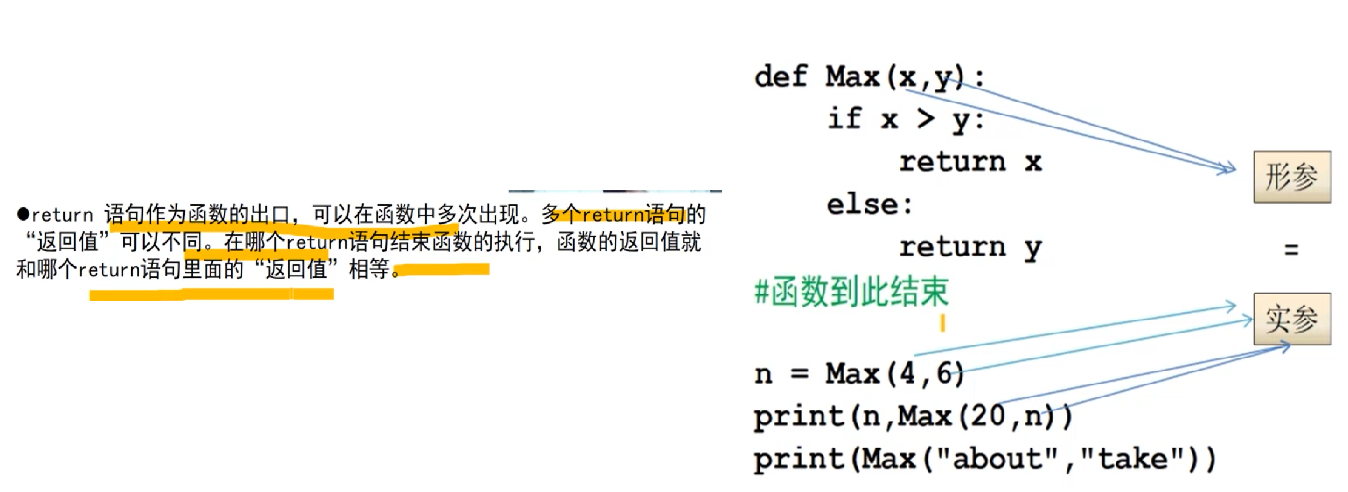 ●return 语句作为函数的出口，可以在函数中多次出现。多个return语句的
“返回值”可以不同。在哪个return语句结束函数的执行，函数的返回值就
和哪个return语句里面的“返回值”相等。
def Max(x,y):
if x > y:
return x
else:
return y
#函数到此结束
n = Max(4,6)
print(n,Max(20,n))
print(Max("about","take"))
形参
=
实参